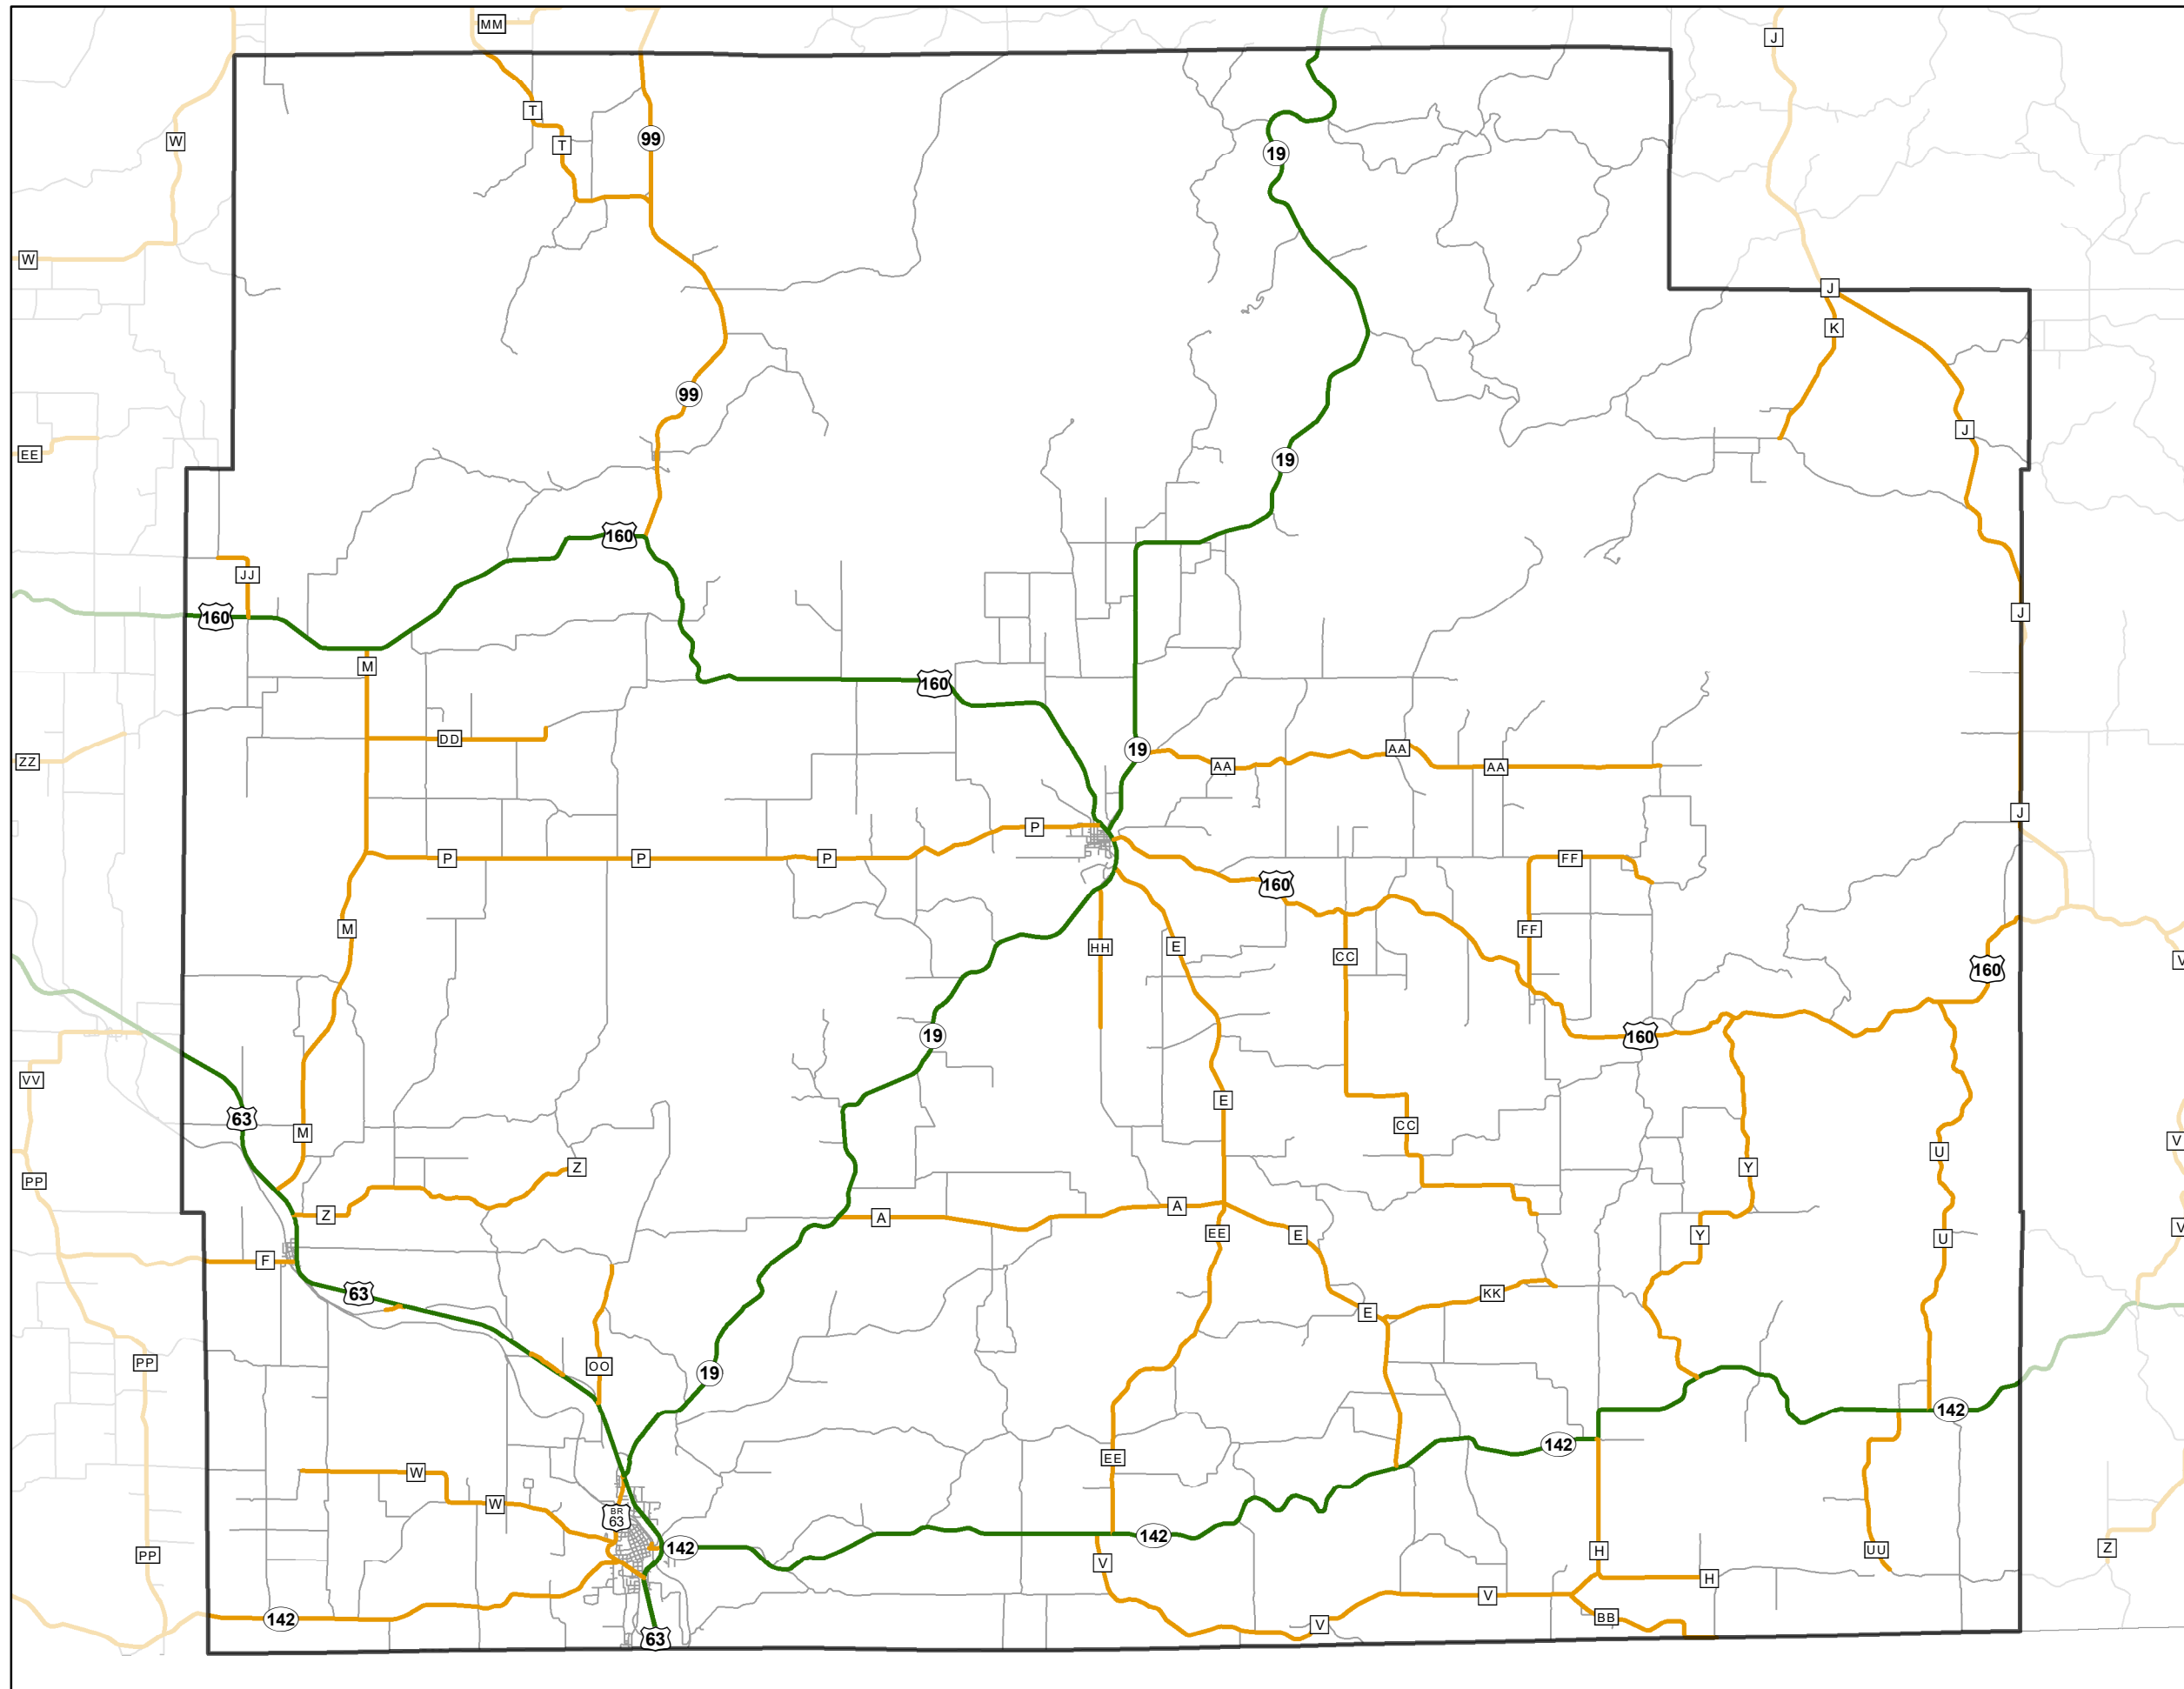 MM
J
T
99
W
T
19
W
J
K
99
J
EE
19
160
JJ
J
160
M
160
DD
19
AA
AA
AA
ZZ
J
P
P
P
P
FF
160
M
FF
HH
E
CC
V
160
19
160
VV
E
63
CC
M
V
U
Z
Y
PP
A
Z
A
V
EE
E
Y
U
F
63
KK
E
PP
OO
19
142
142
EE
W
W
BR
63
142
142
Z
H
UU
PP
V
H
V
BB
142
V
63